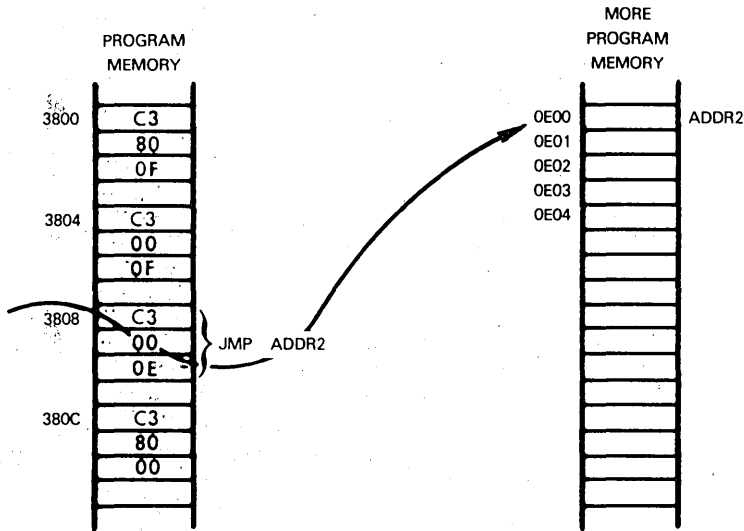 PROGRAM
MEMORY
3800
C3
80
0F
3804
C3
00
0F
3808
C3
00
0E
JMP ADDR2
380C
C3
80
00
MORE
PROGRAM
MEMORY
0E00
ADDR2
0E01
0E02
0E03
0E04